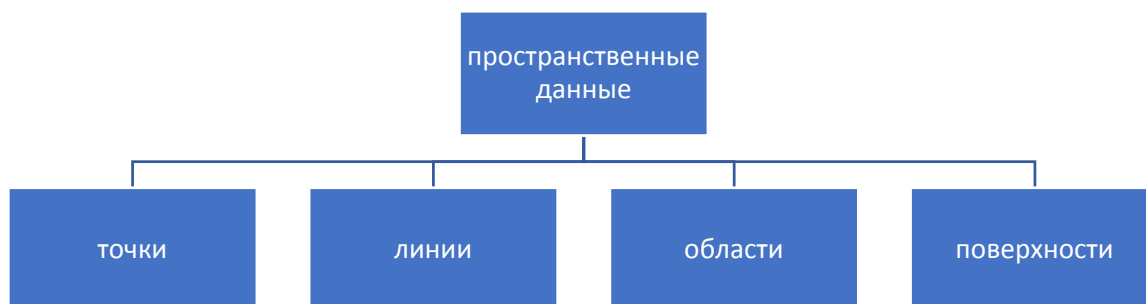 пространственные
данные
точки
линии
области
поверхности